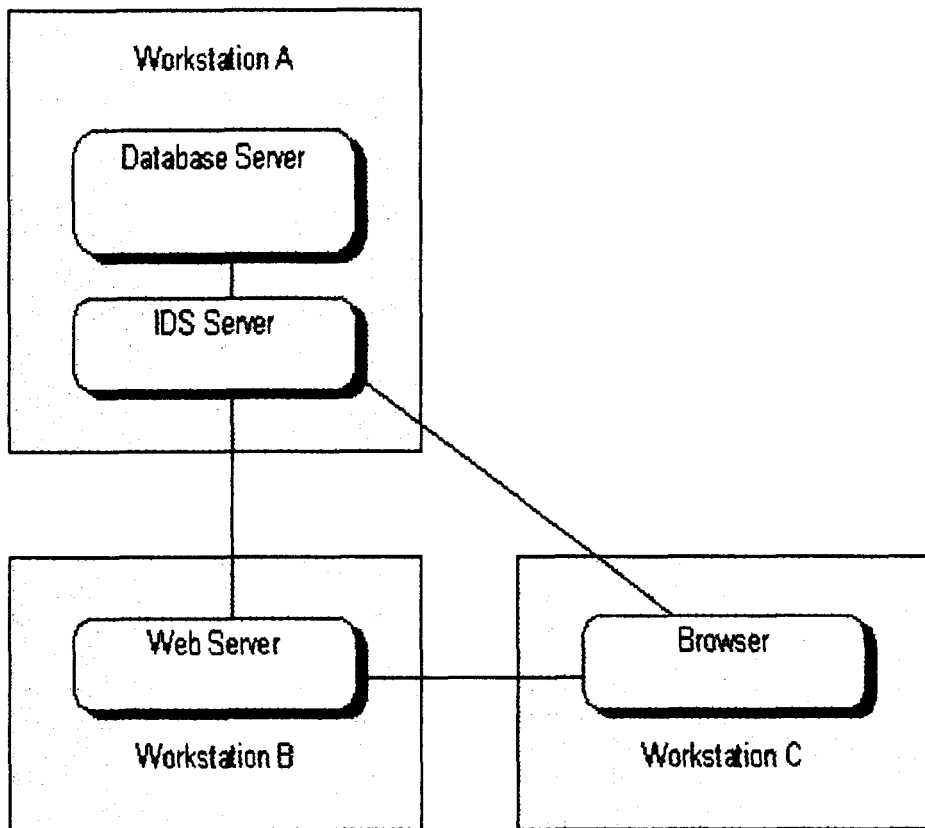 Workstation A
Database Server
IDS Server
Web Server
Browser
Workstation B
Workstation C